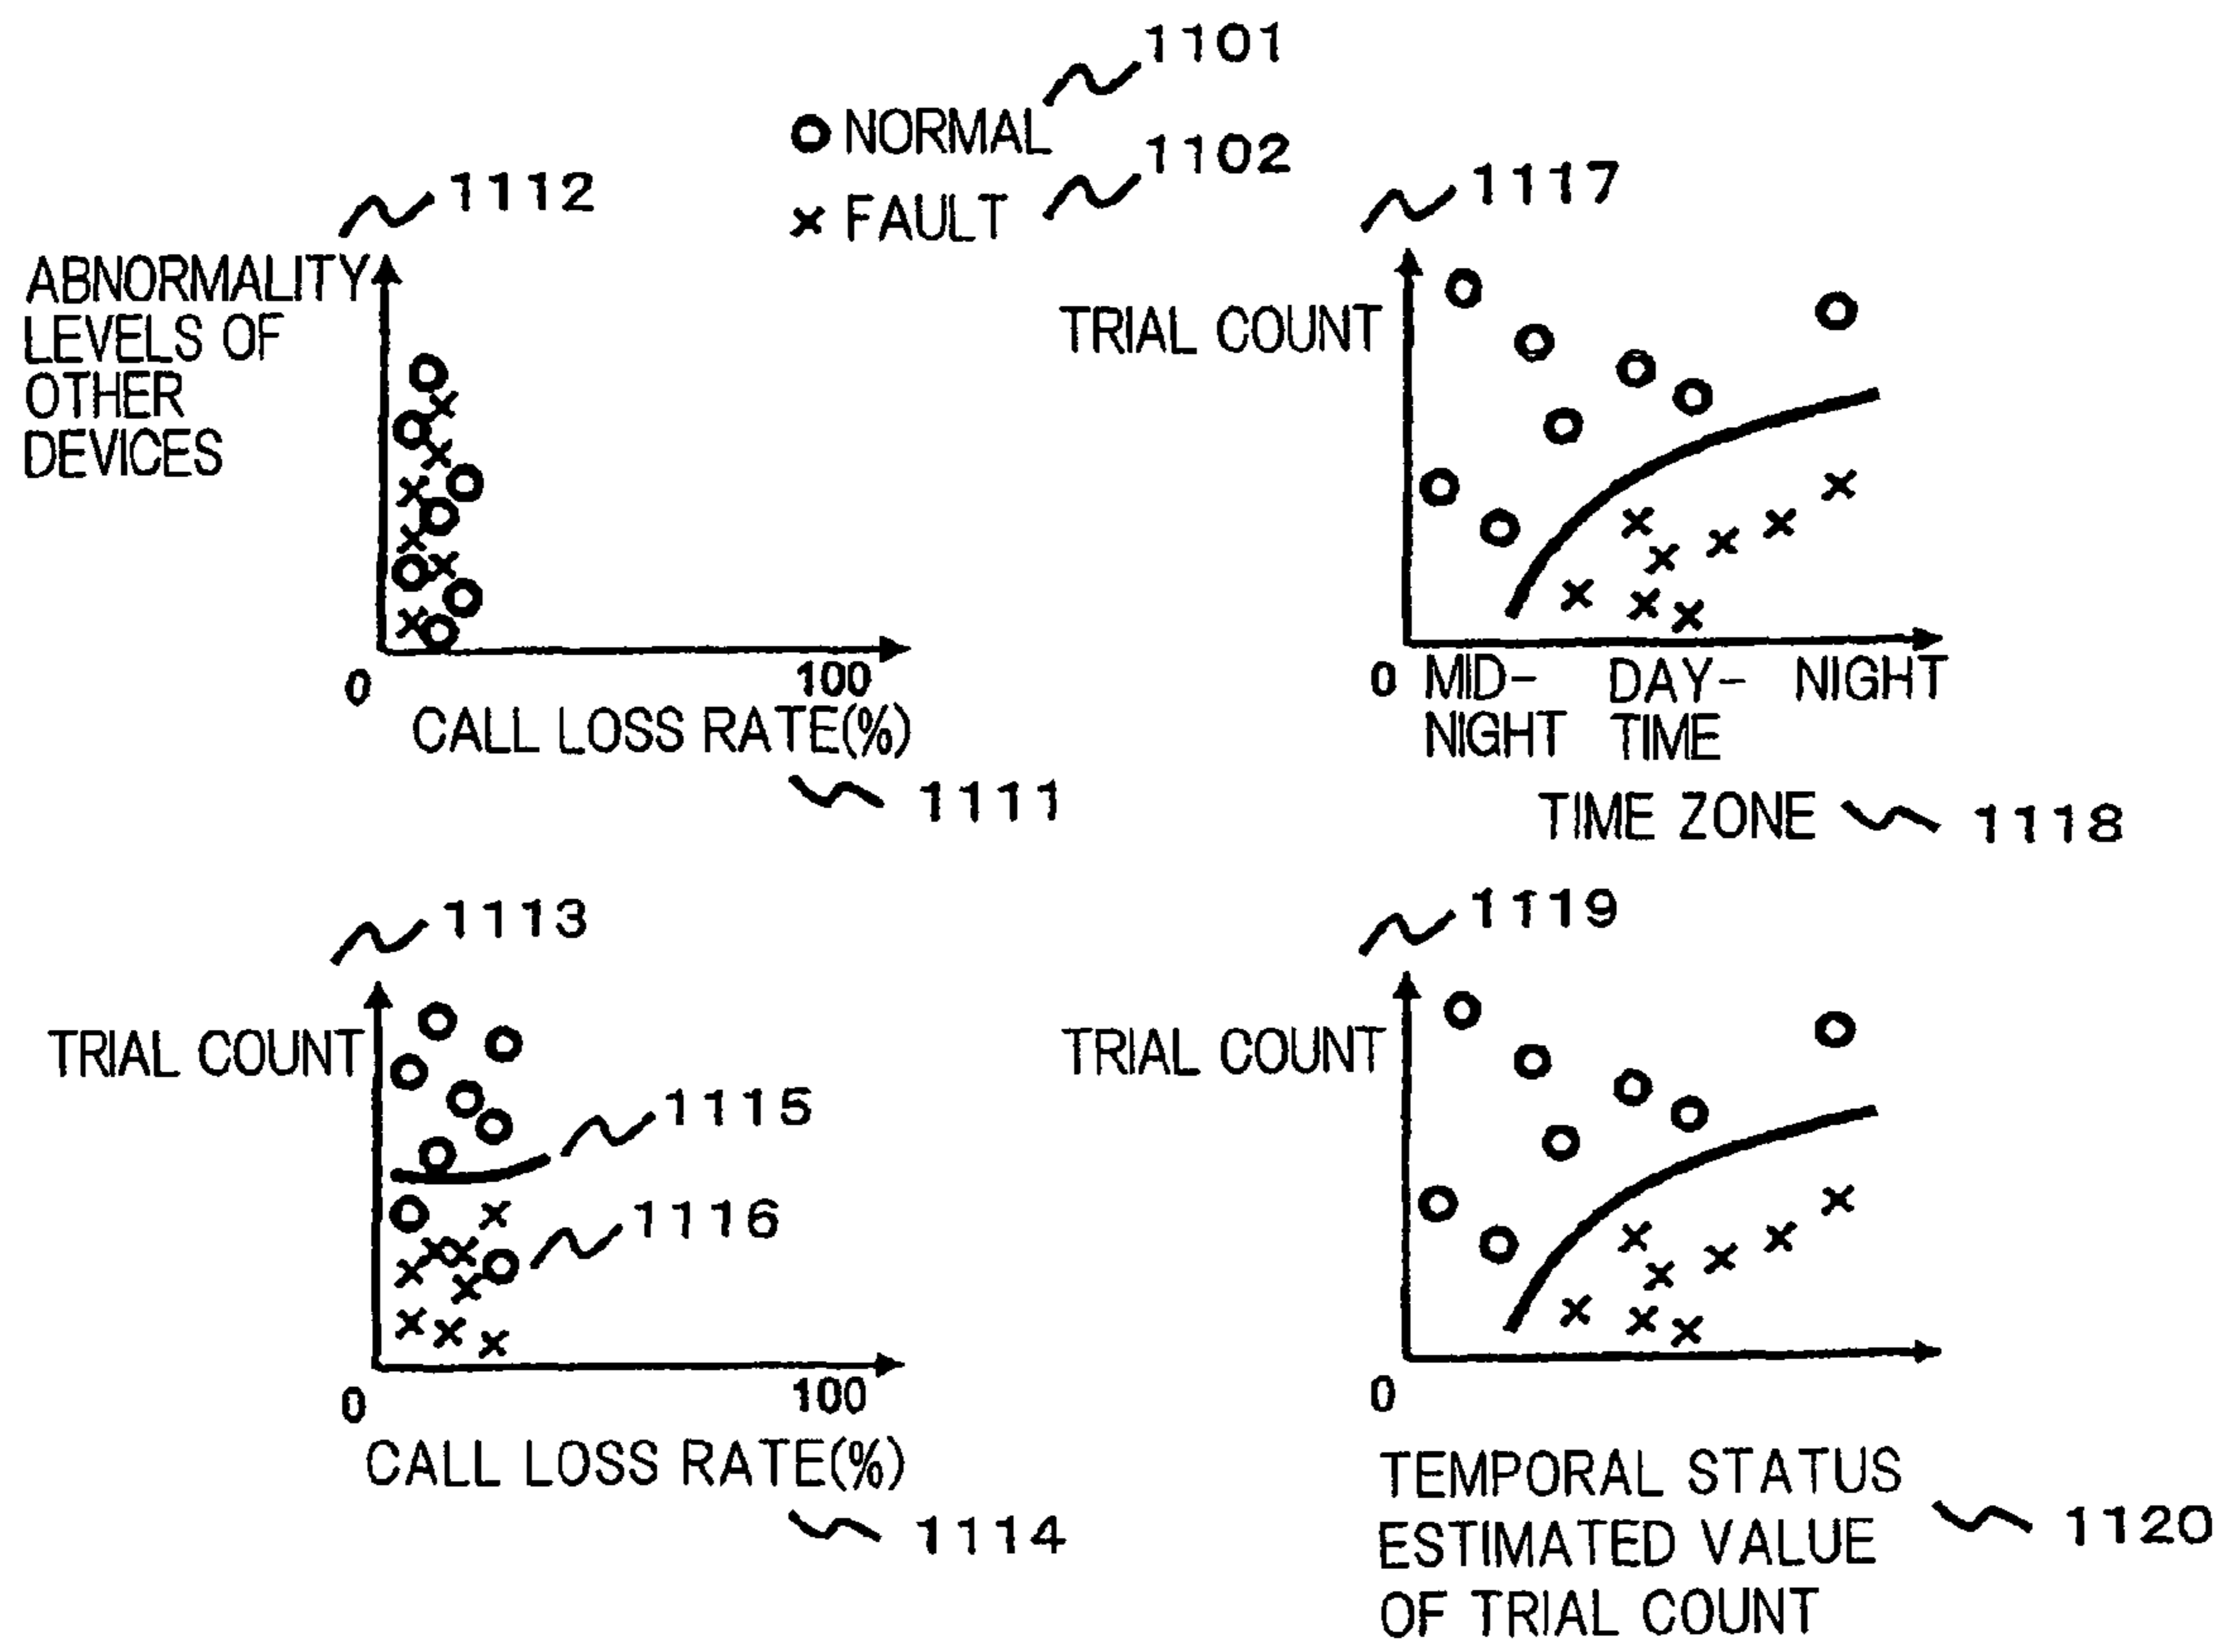 1101
NORMAL
1102
FAULT
1112
ABNORMALITY
LEVELS OF
OTHER
DEVICES
0
100
CALL LOSS RATE(%)
1111
1117
TRIAL COUNT
0 MID- DAY- NIGHT
NIGHT TIME
TIME ZONE 1118
1113
TRIAL COUNT
1115
1116
0
100
CALL LOSS RATE(%)
1114
1119
TRIAL COUNT
0
TEMPORAL STATUS
ESTIMATED VALUE
OF TRIAL COUNT
1120